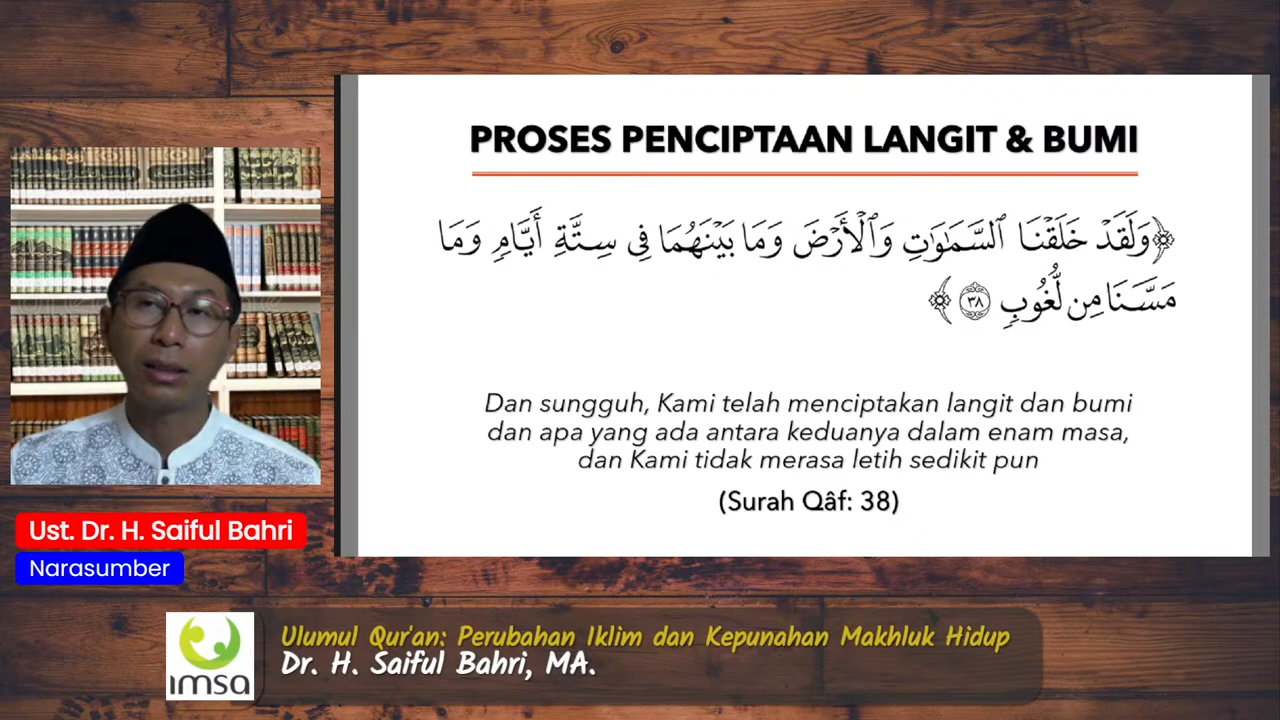 PROSES PENCIPTAAN LANGIT & BUMI
﴿وَلَقَدْ خَلَقْنَا ٱلسَّمَٰوَٰتِ وَٱلْأَرْضَ وَمَا بَيْنَهُمَا فِى سِتَّةِ أَيَّامٍ وَمَا
مَسَّنَا مِن لُّغُوبٍ ٣٨﴾
Dan sungguh, Kami telah menciptakan langit dan bumi
dan apa yang ada antara keduanya dalam enam masa,
dan Kami tidak merasa letih sedikit pun
(Surah Qâf: 38)
Ust. Dr. H. Saiful Bahri
Narasumber
imsa
Ulumul Qur'an: Perubahan Iklim dan Kepunahan Makhluk Hidup
Dr. H. Saiful Bahri, MA.